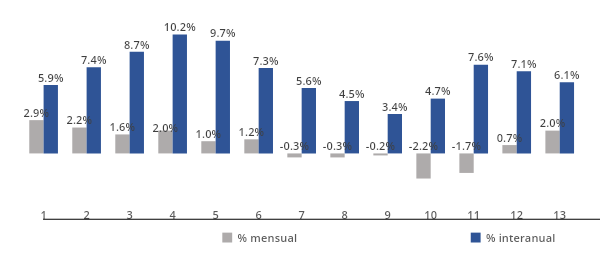 10.2%
9.7%
8.7%
7.4% 7.3% 7.6%
7.1%
5.9% 6.1%
5.6%
4.5% 4.7%
3.4%
2.9% 2.2% 1.6% 2.0% 1.0% 1.2% 2.0%
0.7%
-0.3% -0.3% -0.2% -2.2% -1.7%
1 2 3 4 5 6 7 8 9 10 11 12 13
% mensual % interanual